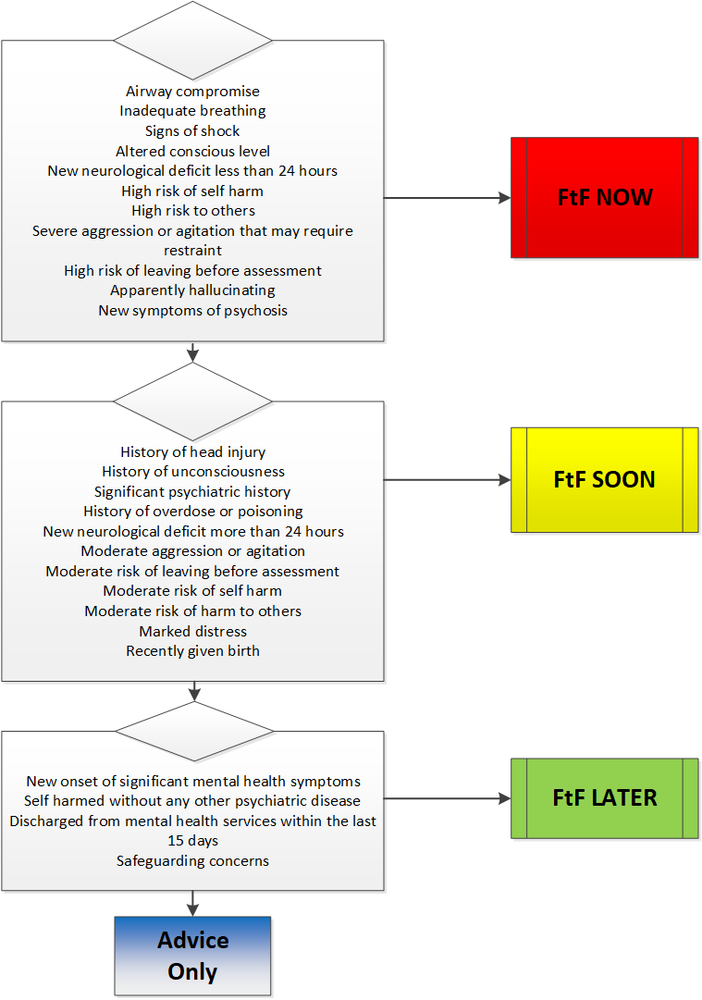 Airway compromise
Inadequate breathing
Signs of shock
Altered conscious level
New neurological deficit less than 24 hours
High risk of self harm
High risk to others
Severe aggression or agitation that may require
restraint
High risk of leaving before assessment
Apparently hallucinating
New symptoms of psychosis
FtF NOW
History of head injury
History of unconsciousness
Significant psychiatric history
History of overdose or poisoning
New neurological deficit more than 24 hours
Moderate aggression or agitation
Moderate risk of leaving before assessment
Moderate risk of self harm
Moderate risk of harm to others
Marked distress
Recently given birth
FtF SOON
New onset of significant mental health symptoms
Self harmed without any other psychiatric disease
Discharged from mental health services within the last
15 days
Safeguarding concerns
FtF LATER
Advice
Only